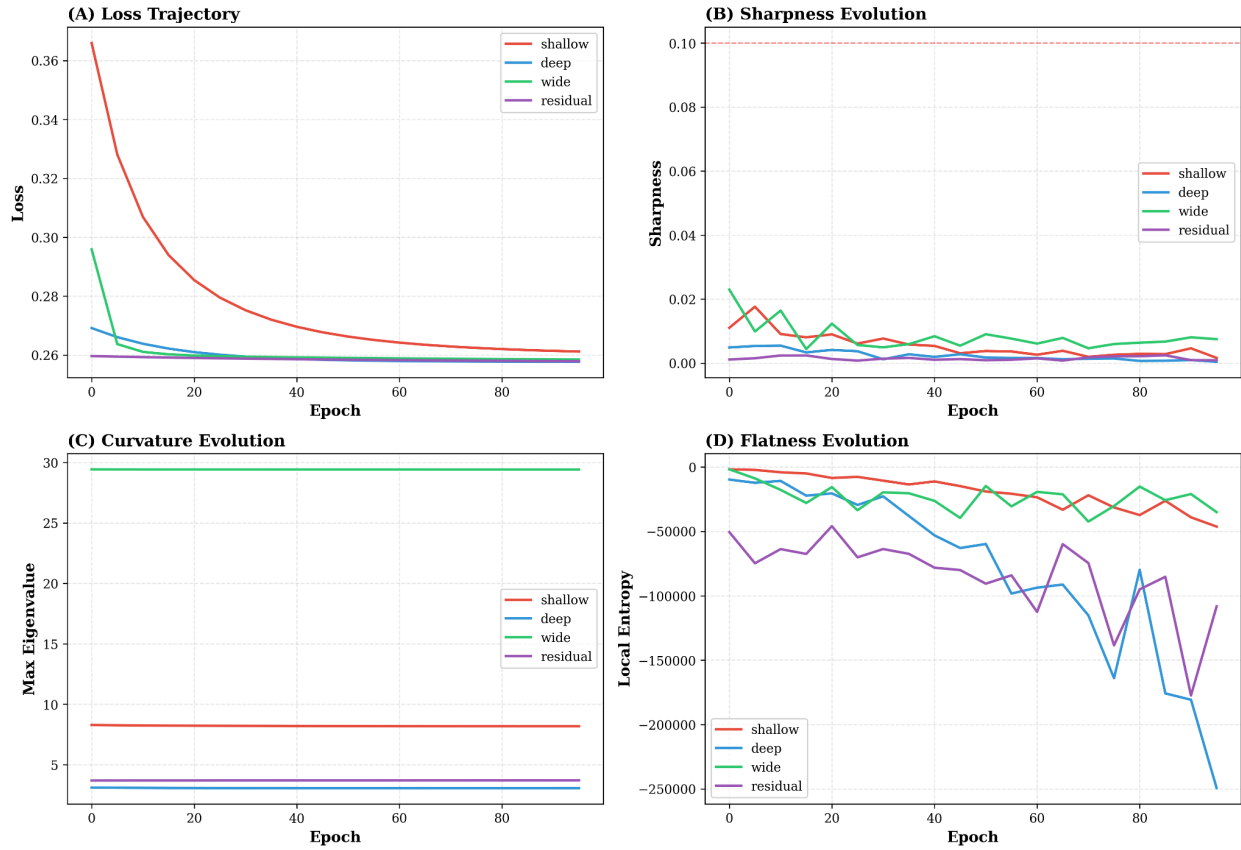 (A) Loss Trajectory
Loss
0.36
0.34
0.32
0.30
0.28
0.26
0
20
40
60
80
Epoch
shallow
deep
wide
residual
(B) Sharpness Evolution
Sharpness
0.10
0.08
0.06
0.04
0.02
0.00
0
20
40
60
80
Epoch
shallow
deep
wide
residual
(C) Curvature Evolution
Max Eigenvalue
30
25
20
15
10
5
0
20
40
60
80
Epoch
shallow
deep
wide
residual
(D) Flatness Evolution
Local Entropy
0
−50000
−100000
−150000
−200000
−250000
0
20
40
60
80
Epoch
shallow
deep
wide
residual